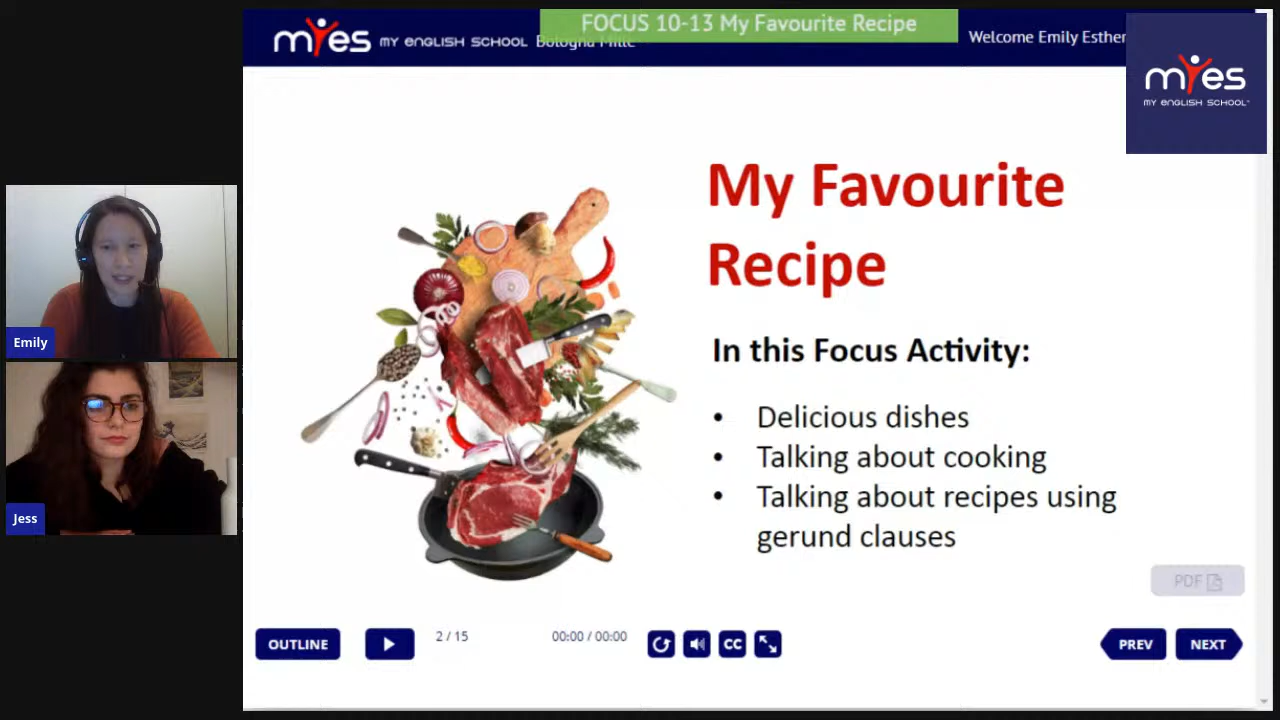 FOCUS 10-13 My Favourite Recipe
myes MY ENGLISH SCHOOL Bologna Mille
Welcome Emily Esther
myes
MY ENGLISH SCHOOL
My Favourite
Recipe
In this Focus Activity:
• Delicious dishes
• Talking about cooking
• Talking about recipes using
gerund clauses
Emily
Jess
PDF
OUTLINE
2 / 15
00:00 / 00:00
CC
PREV
NEXT